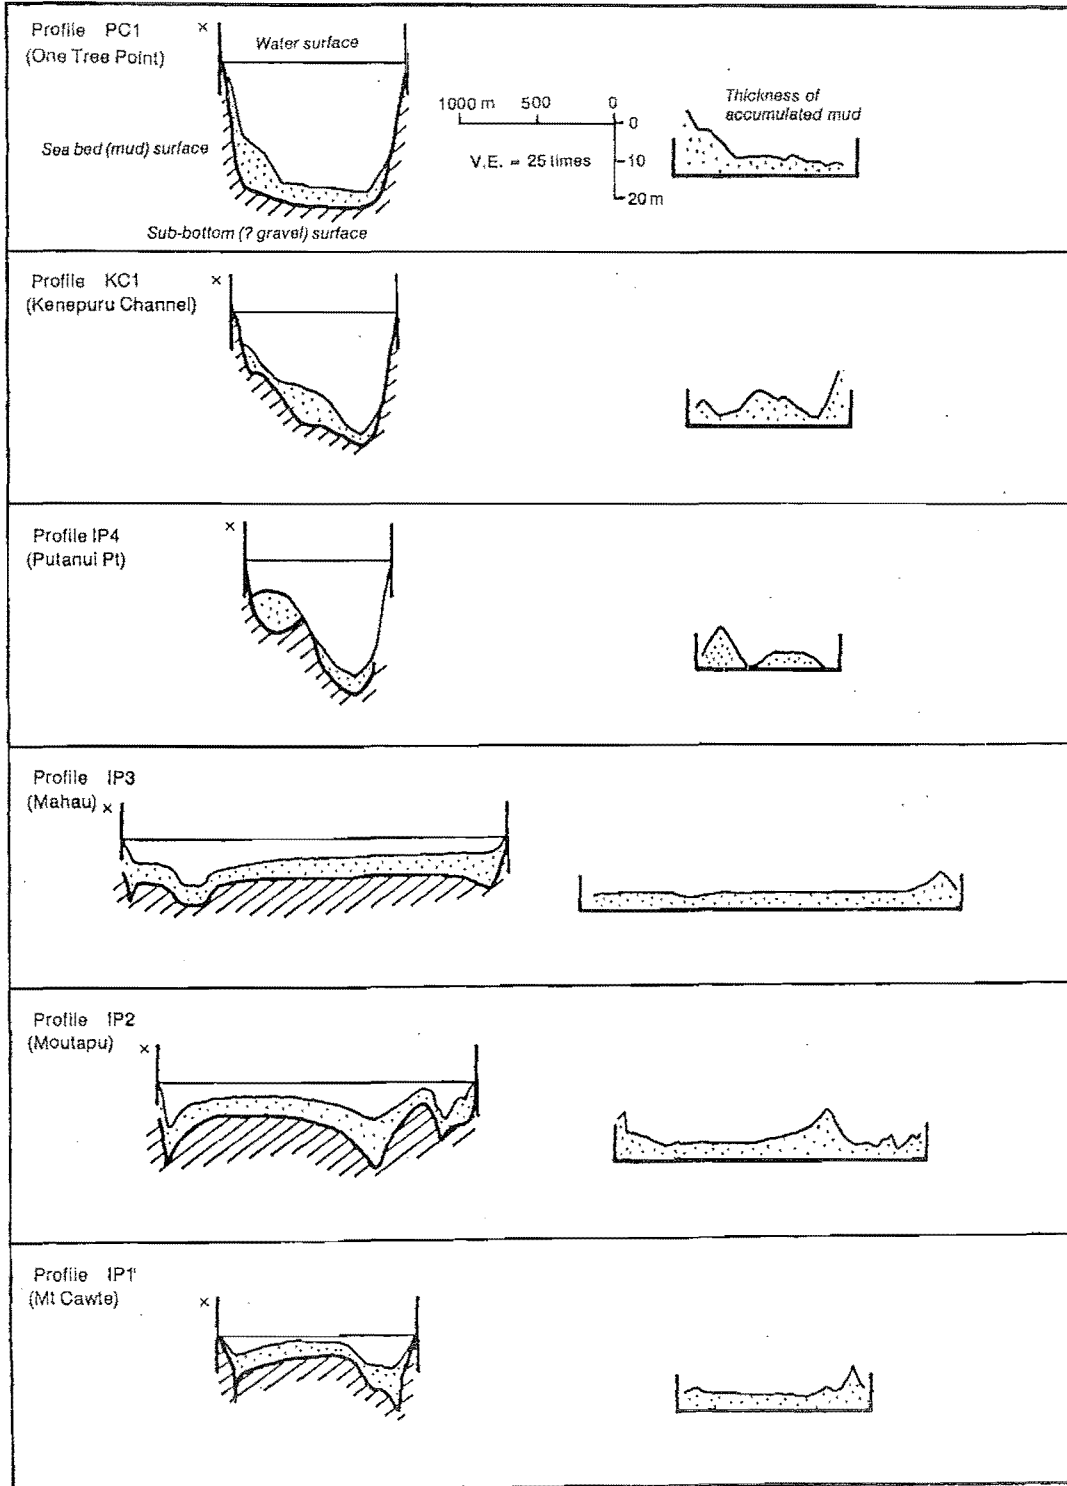 Profile PC1
(One Tree Point)
×
Water surface
Sea bed (mud) surface
Sub-bottom (? gravel) surface
1000 m 500 0
0
10
20 m
V.E. = 25 times
Thickness of
accumulated mud
Profile KC1
(Kenepuru Channel)
×
Profile IP4
(Putanui Pt)
×
Profile IP3
(Mahau)
×
Profile IP2
(Moutapu)
×
Profile IP1
(Mt Cawte)
×